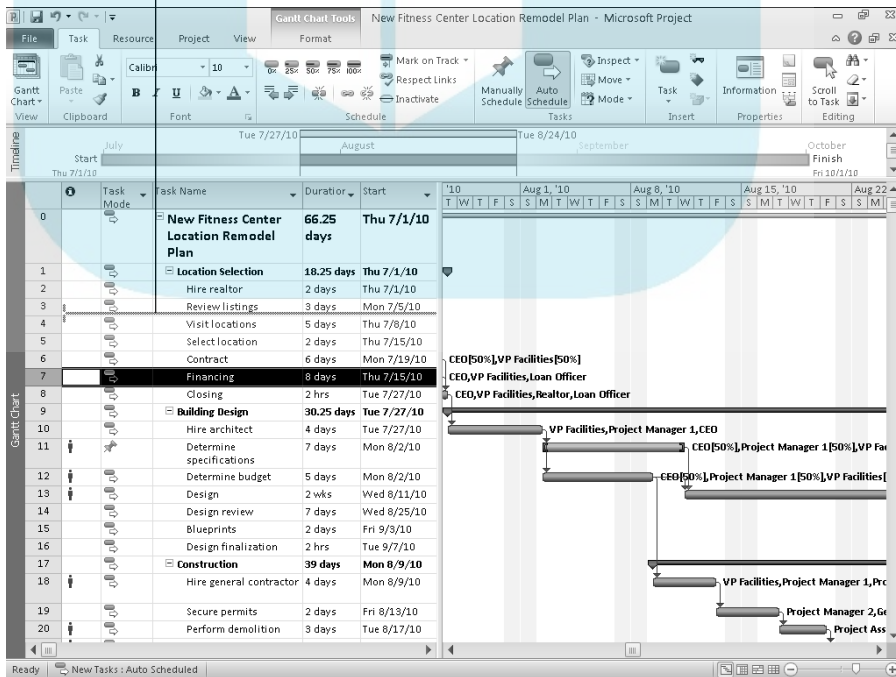 Gantt Chart Tools New Fitness Center Location Remodel Plan - Microsoft Project
File Task Resource Project View Format
Calibri 10 Mark on Track Inspect
Respect Links Move
Inactivate Mode
B I U A 0% 25% 50% 75% 100%
Gantt Chart Paste Manually Schedule Auto Schedule Task Information Scroll to Task
View Clipboard Font Schedule Tasks Insert Properties Editing
Timeline
Tue 7/27/10 Tue 8/24/10
July August September October
Start Finish
Thu 7/1/10 Fri 10/1/10
Task Mode Task Name Duration Start '10 Aug 1, '10 Aug 8, '10 Aug 15, '10 Aug 22
T W T F S S M T W T F S S M T W T F S S M T W T F S S M
0 New Fitness Center Location Remodel Plan 66.25 days Thu 7/1/10
1 Location Selection 18.25 days Thu 7/1/10
2 Hire realtor 2 days Thu 7/1/10
3 Review listings 3 days Mon 7/5/10
4 Visit locations 5 days Thu 7/8/10
5 Select location 2 days Thu 7/15/10
6 Contract 6 days Mon 7/19/10 CEO[50%],VP Facilities[50%]
7 Financing 8 days Thu 7/15/10 CEO,VP Facilities,Loan Officer
8 Closing 2 hrs Tue 7/27/10 CEO,VP Facilities,Realtor,Loan Officer
9 Building Design 30.25 days Tue 7/27/10
10 Hire architect 4 days Tue 7/27/10 VP Facilities,Project Manager 1,CEO
11 Determine specifications 7 days Mon 8/2/10 CEO[50%],Project Manager 1[50%],VP Fa
12 Determine budget 5 days Mon 8/2/10 CEO[50%],Project Manager 1[50%],VP Facilities[
13 Design 2 wks Wed 8/11/10
14 Design review 7 days Wed 8/25/10
15 Blueprints 2 days Fri 9/3/10
16 Design finalization 2 hrs Tue 9/7/10
17 Construction 39 days Mon 8/9/10
18 Hire general contractor 4 days Mon 8/9/10 VP Facilities,Project Manager 1,Pro
19 Secure permits 2 days Fri 8/13/10 Project Manager 2,Ge
20 Perform demolition 3 days Tue 8/17/10 Project Ass
Gantt Chart
Ready New Tasks : Auto Scheduled